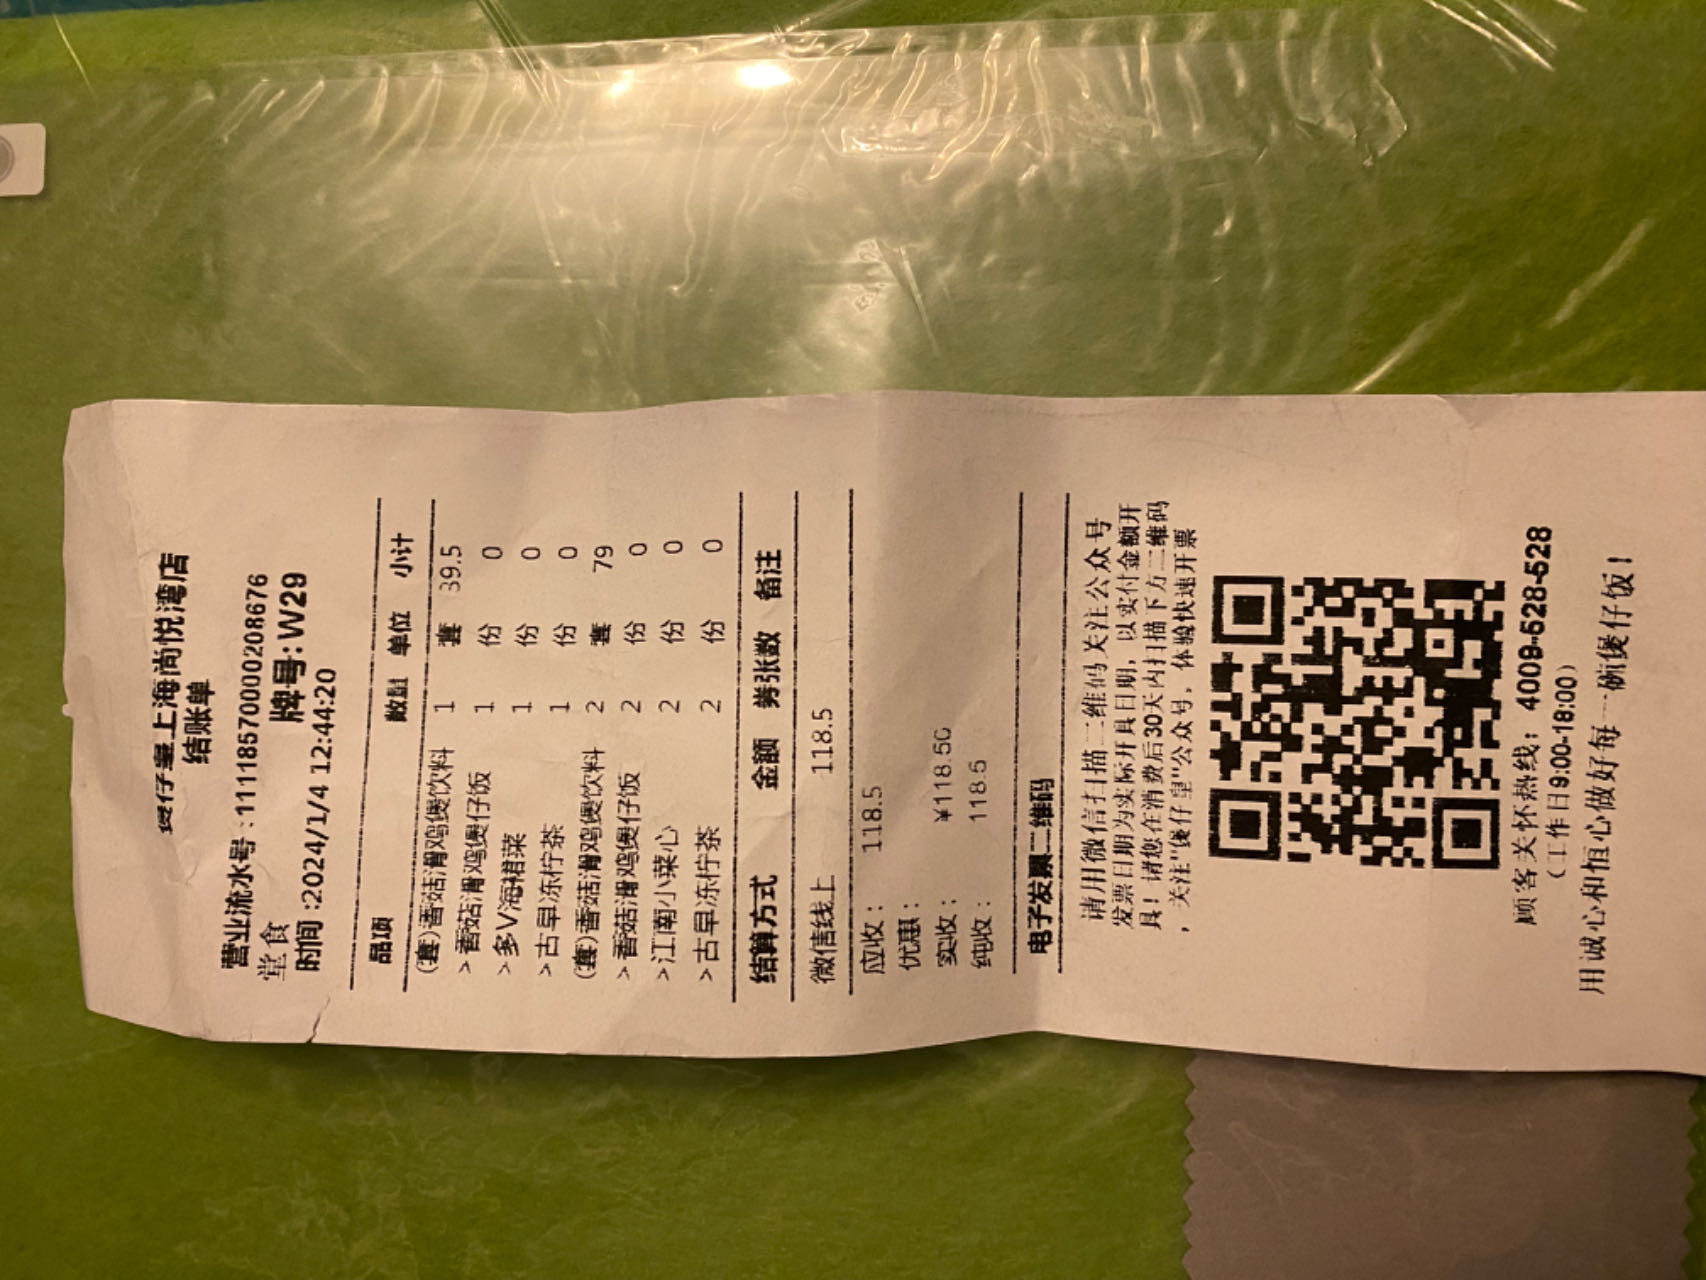 煲仔皇上海尚悦湾店
结账单
营业流水号:11118570000208676
堂食 牌号:W29
时间:2024/1/4 12:44:20
品项 数量 单位 小计
(套)香菇滑鸡煲饮料 1 套 39.5
>香菇滑鸡煲仔饭 1 份 0
>多V海裙菜 1 份 0
>古早冻柠茶 1 份 0
(套)香菇滑鸡煲饮料 2 套 79
>香菇滑鸡煲仔饭 2 份 0
>江南小菜心 2 份 0
>古早冻柠茶 2 份 0
结算方式 金额 券张数 备注
微信线上 118.5
应收: 118.5
优惠:
实收: ¥118.50
纯收: 118.5
电子发票二维码
请用微信扫描二维码关注公众号
发票日期为实际开具日期，以实付金额开
具！请您在消费后30天内扫描下方二维码
，关注"煲仔皇"公众号，体验快速开票
顾客关怀热线: 4009-628-528
(工作日9:00-18:00)
用诚心和恒心做好每一碗煲仔饭！